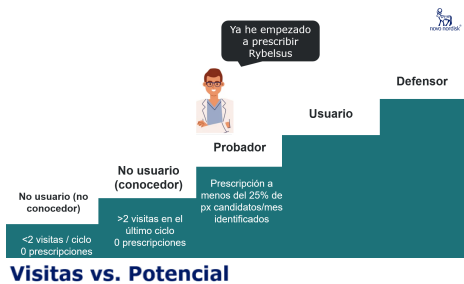 novo nordisk
Ya he empezado
a prescribir
Rybelsus
Defensor
Usuario
Probador
No usuario
(conocedor)
No usuario (no
conocedor)
Prescripción a
menos del 25% de
px candidatos/mes
identificados
>2 visitas en el
último ciclo
0 prescripciones
<2 visitas / ciclo
0 prescripciones
Visitas vs. Potencial